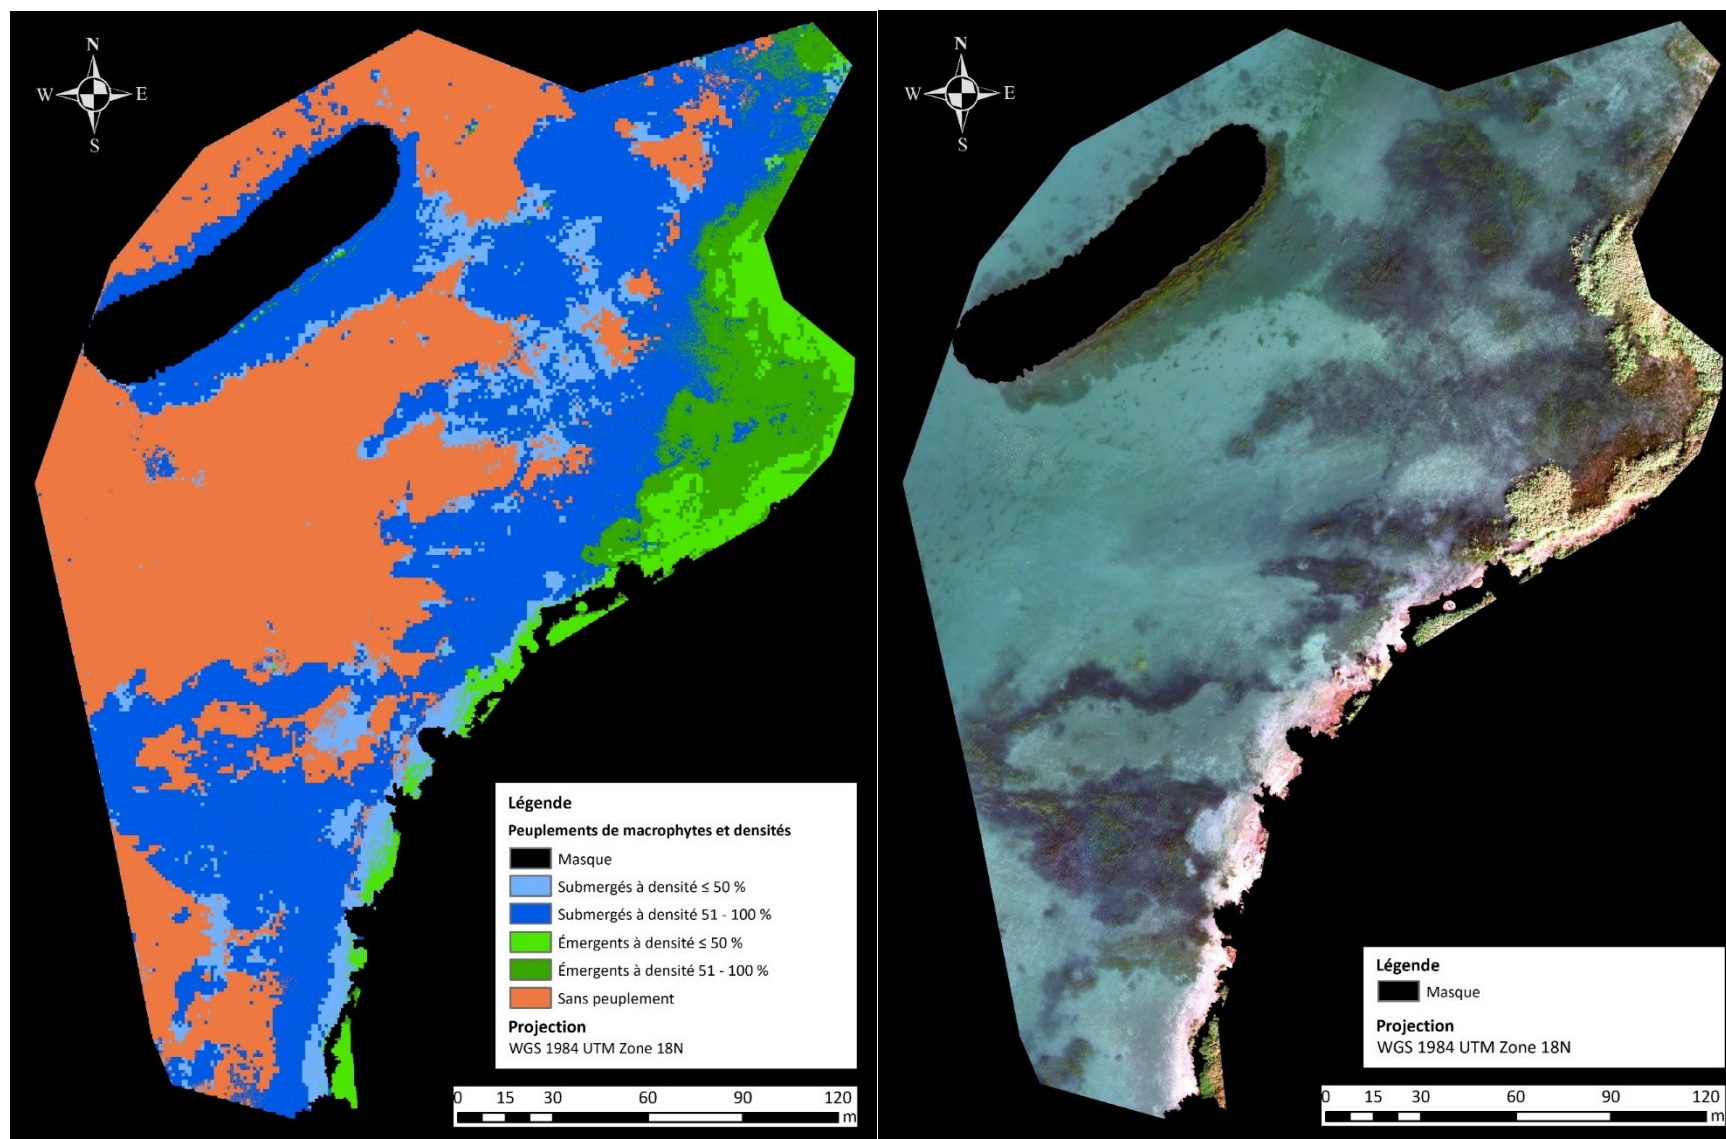 N
W E
S
Légende
Peuplements de macrophytes et densités
Masque
Submergés à densité ≤ 50 %
Submergés à densité 51 - 100 %
Émergents à densité ≤ 50 %
Émergents à densité 51 - 100 %
Sans peuplement
Projection
WGS 1984 UTM Zone 18N
0 15 30 60 90 120
m
N
W E
S
Légende
Masque
Projection
WGS 1984 UTM Zone 18N
0 15 30 60 90 120
m